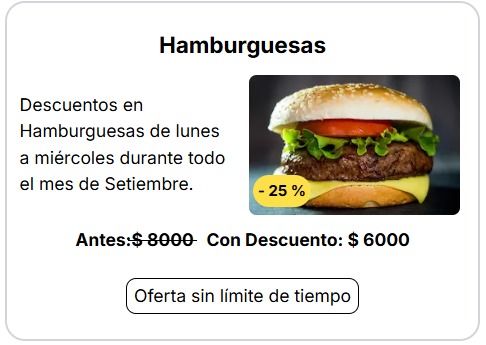 Hamburguesas
Descuentos en
Hamburguesas de lunes
a miércoles durante todo
el mes de Setiembre.
- 25 %
Antes:$ 8000 Con Descuento: $ 6000
Oferta sin límite de tiempo